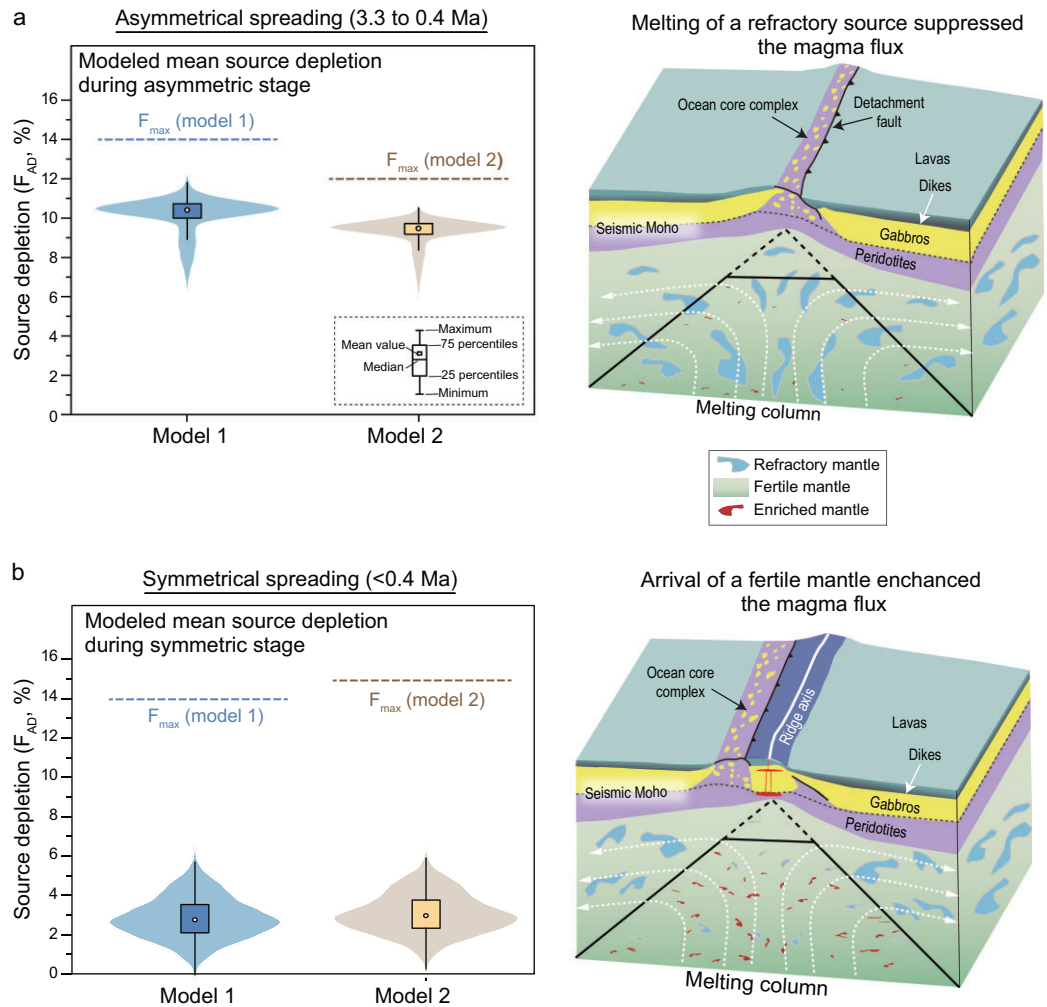 a
Asymmetrical spreading (3.3 to 0.4 Ma)
Modeled mean source depletion
during asymmetric stage
Source depletion (F_AD, %)
16
14
12
10
8
6
4
2
0
F_max (model 1)
F_max (model 2)
Maximum
Mean value
75 percentiles
Median
25 percentiles
Minimum
Model 1
Model 2
Melting of a refractory source suppressed
the magma flux
Ocean core complex
Detachment
fault
Lavas
Dikes
Seismic Moho
Gabbros
Peridotites
Melting column
Refractory mantle
Fertile mantle
Enriched mantle
b
Symmetrical spreading (<0.4 Ma)
Modeled mean source depletion
during symmetric stage
Source depletion (F_AD, %)
16
14
12
10
8
6
4
2
0
F_max (model 1)
F_max (model 2)
Model 1
Model 2
Arrival of a fertile mantle enchanced
the magma flux
Ocean core
complex
Ridge axis
Lavas
Dikes
Seismic Moho
Gabbros
Peridotites
Melting column